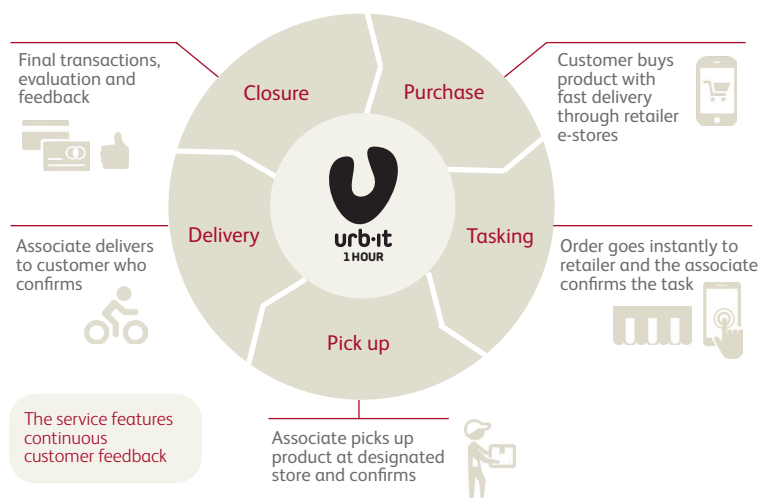 Closure
Purchase
Tasking
Pick up
Delivery
urb·it
1 HOUR
Customer buys
product with
fast delivery
through retailer
e-stores
Order goes instantly to
retailer and the associate
confirms the task
Associate picks up
product at designated
store and confirms
Associate delivers
to customer who
confirms
Final transactions,
evaluation and
feedback
The service features
continuous
customer feedback